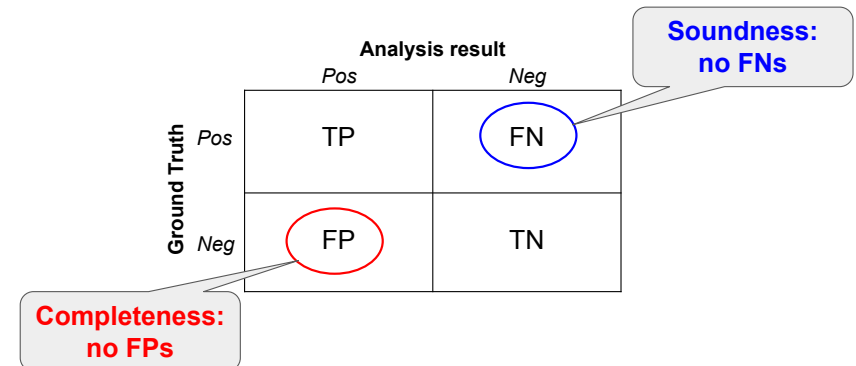 Soundness:
no FNs
Analysis result
Pos Neg
Ground Truth
Pos TP FN
Neg FP TN
Completeness:
no FPs